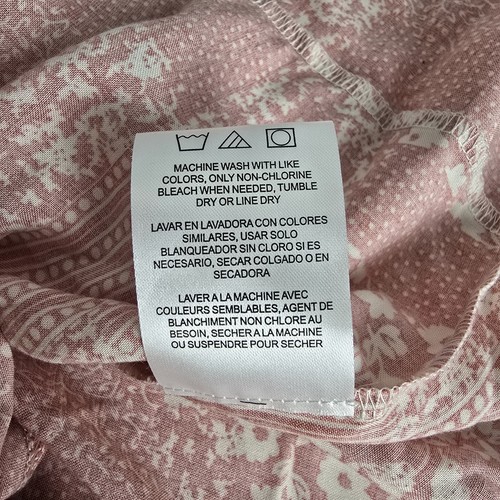 MACHINE WASH WITH LIKE
COLORS, ONLY NON-CHLORINE
BLEACH WHEN NEEDED, TUMBLE
DRY OR LINE DRY
LAVAR EN LAVADORA CON COLORES
SIMILARES, USAR SOLO
BLANQUEADOR SIN CLORO SI ES
NECESARIO, SECAR COLGADO O EN
SECADORA
LAVER A LA MACHINE AVEC
COULEURS SEMBLABLES, AGENT DE
BLANCHIMENT NON CHLORE AU
BESOIN, SECHER A LA MACHINE
OU SUSPENDRE POUR SECHER